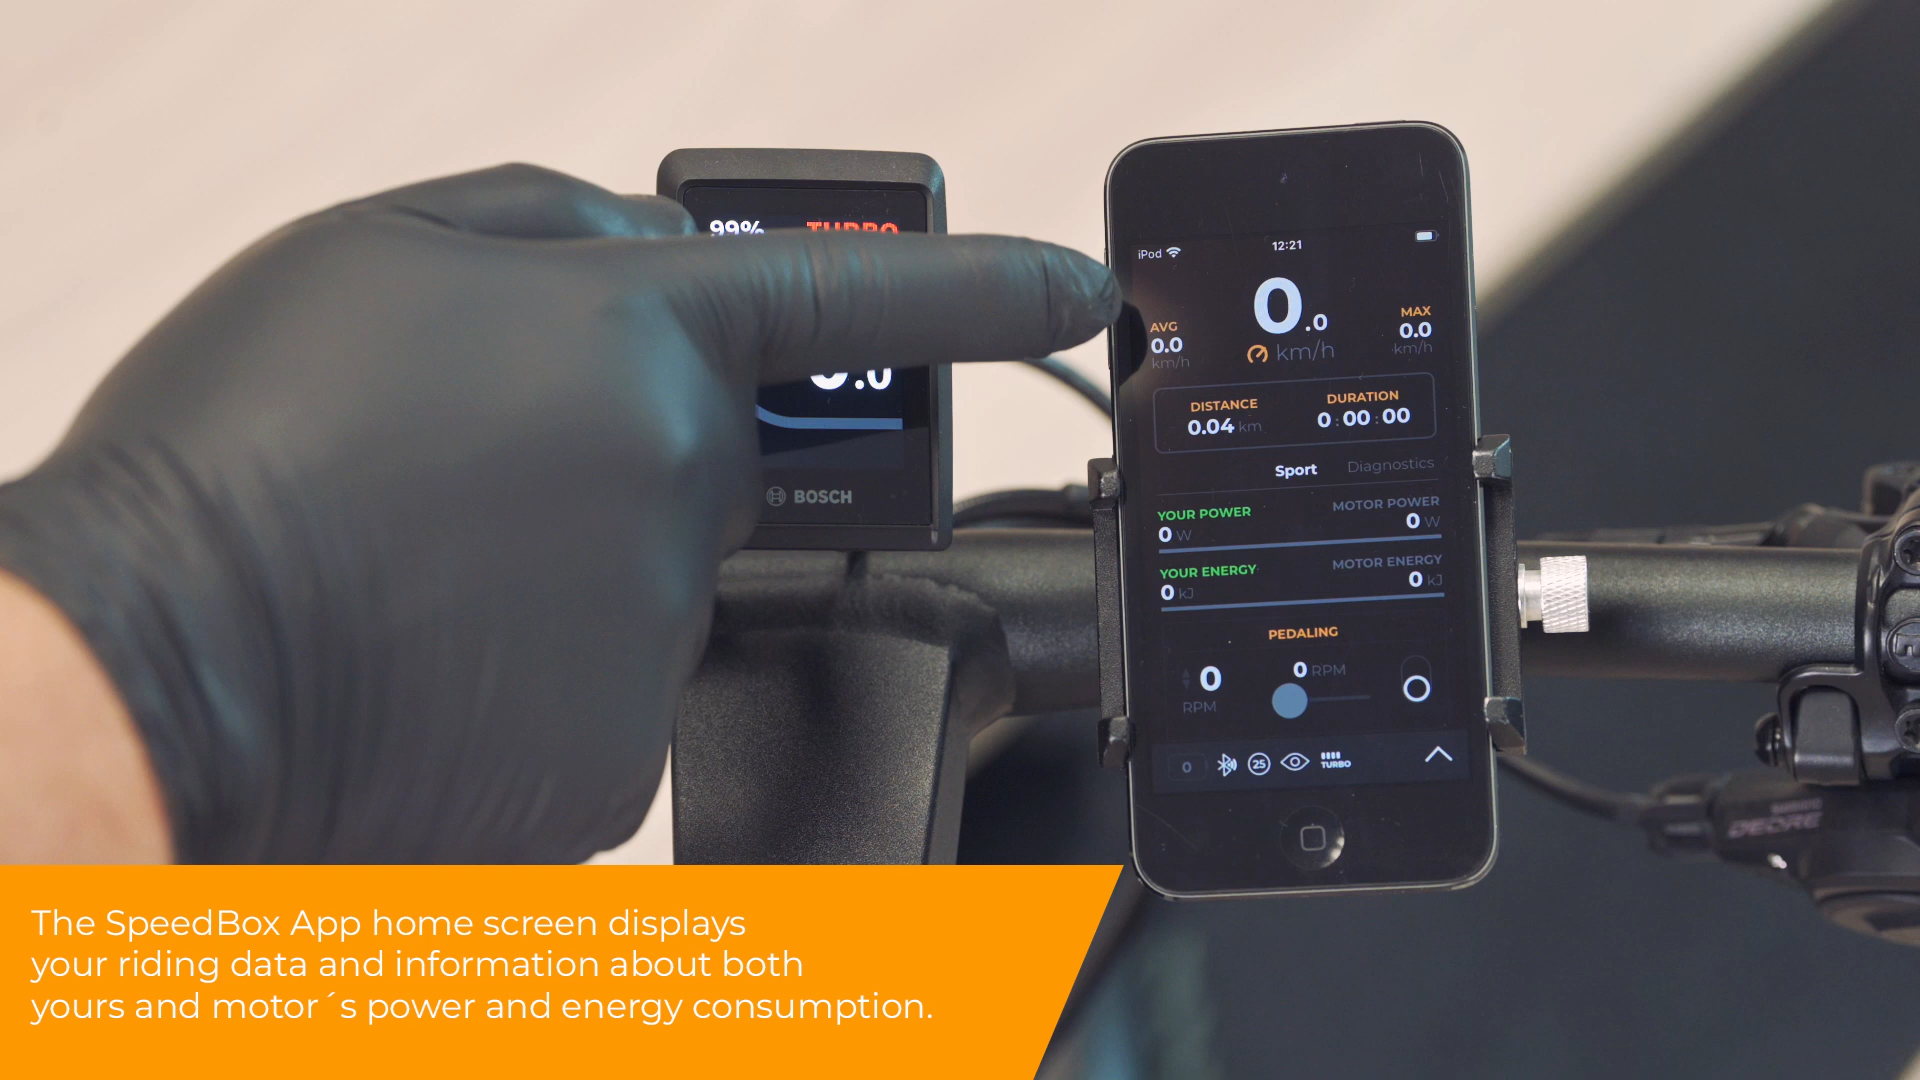 99% TURBO
.0
BOSCH
iPod 12:21
0.0
km/h
AVG
0.0
km/h
MAX
0.0
km/h
DISTANCE
0.04 km
DURATION
0:00:00
Sport Diagnostics
YOUR POWER
0 W
MOTOR POWER
0 W
YOUR ENERGY
0 kJ
MOTOR ENERGY
0 kJ
PEDALING
0
RPM
0 RPM
0 25 TURBO
DEORE
The SpeedBox App home screen displays
your riding data and information about both
yours and motor´s power and energy consumption.